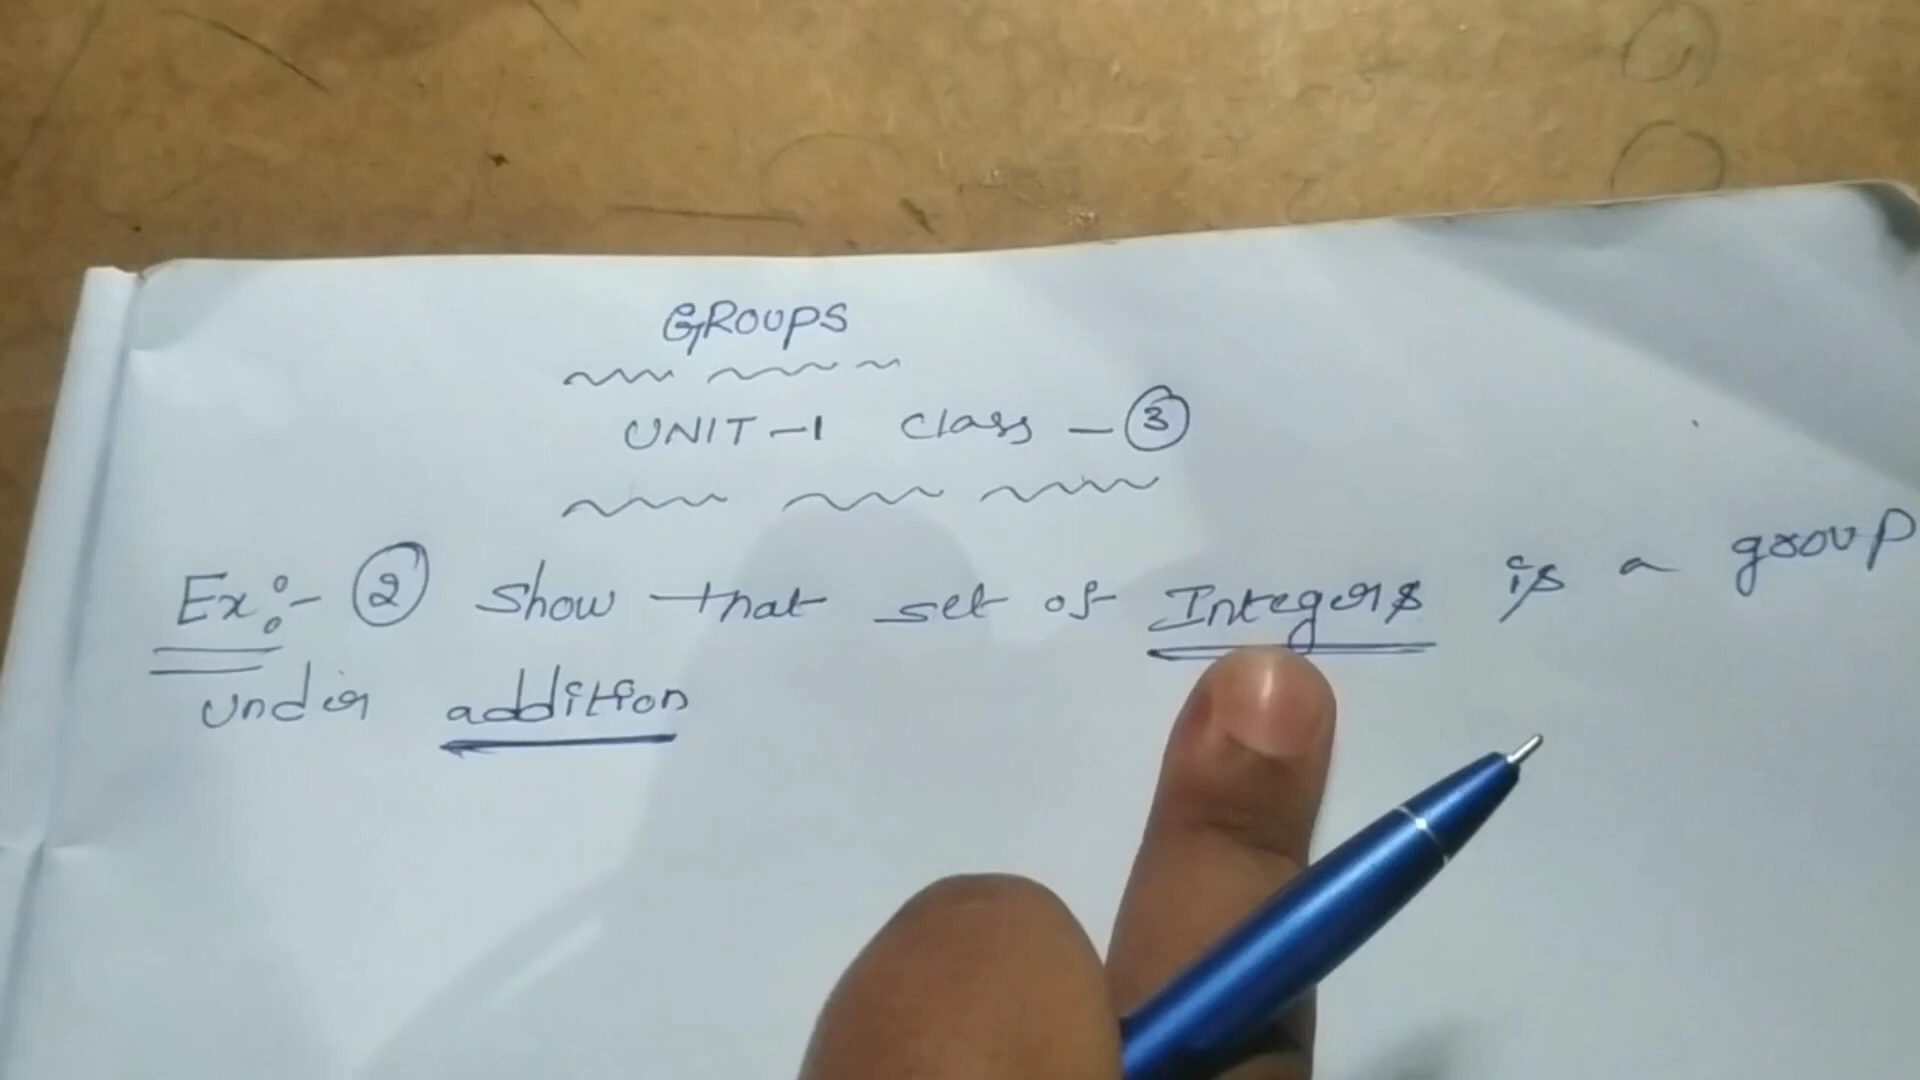 GROUPS
UNIT-1 class - 3
Ex:- 2 Show that set of Integers is a group
under addition